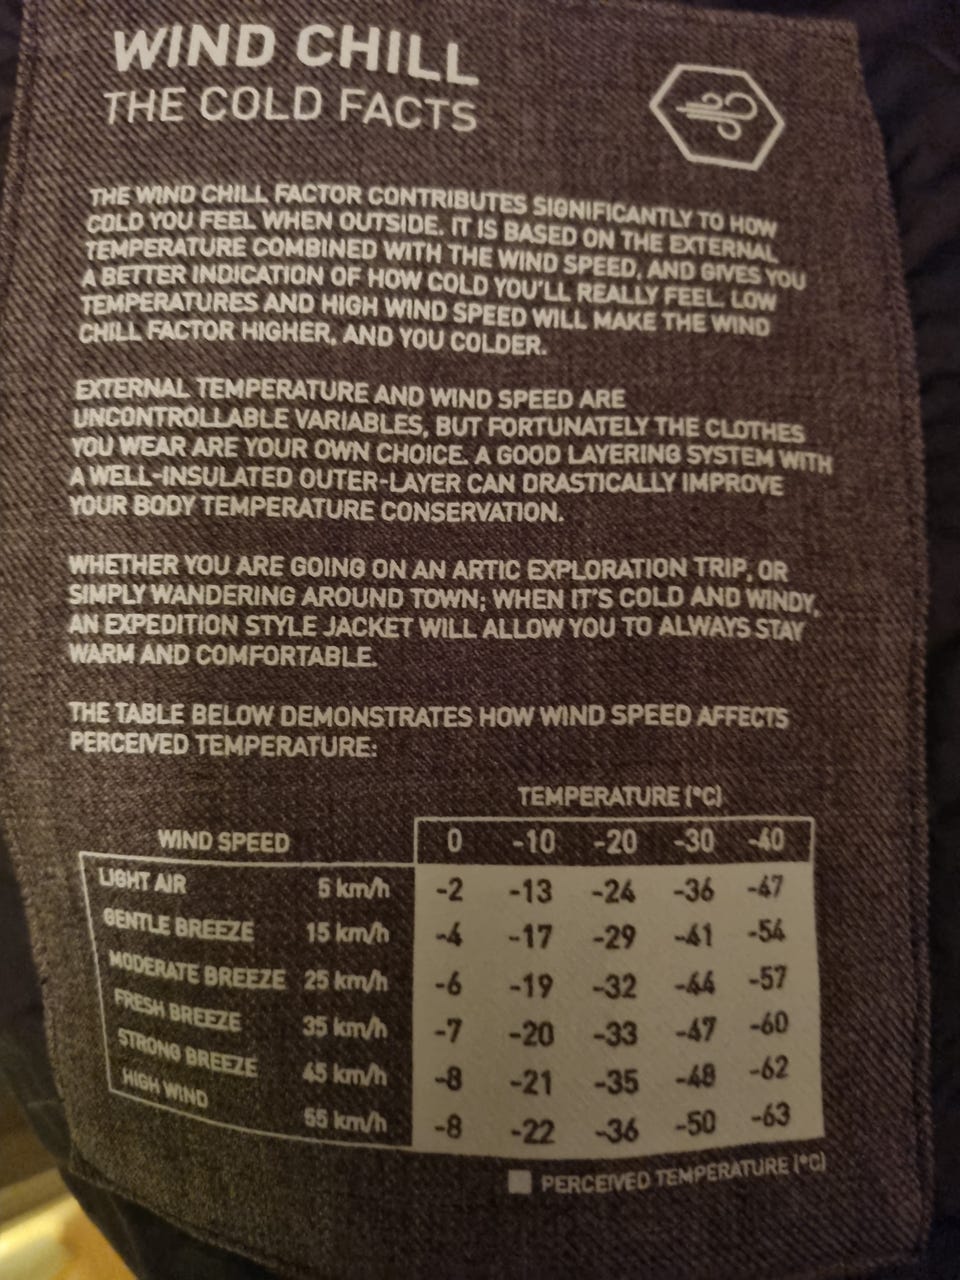 WIND CHILL
THE COLD FACTS
THE WIND CHILL FACTOR CONTRIBUTES SIGNIFICANTLY TO HOW
COLD YOU FEEL WHEN OUTSIDE. IT IS BASED ON THE EXTERNAL
TEMPERATURE COMBINED WITH THE WIND SPEED, AND GIVES YOU
A BETTER INDICATION OF HOW COLD YOU'LL REALLY FEEL. LOW
TEMPERATURES AND HIGH WIND SPEED WILL MAKE THE WIND
CHILL FACTOR HIGHER, AND YOU COLDER.
EXTERNAL TEMPERATURE AND WIND SPEED ARE
UNCONTROLLABLE VARIABLES, BUT FORTUNATELY THE CLOTHES
YOU WEAR ARE YOUR OWN CHOICE. A GOOD LAYERING SYSTEM WITH
A WELL-INSULATED OUTER-LAYER CAN DRASTICALLY IMPROVE
YOUR BODY TEMPERATURE CONSERVATION.
WHETHER YOU ARE GOING ON AN ARTIC EXPLORATION TRIP, OR
SIMPLY WANDERING AROUND TOWN; WHEN IT'S COLD AND WINDY,
AN EXPEDITION STYLE JACKET WILL ALLOW YOU TO ALWAYS STAY
WARM AND COMFORTABLE.
THE TABLE BELOW DEMONSTRATES HOW WIND SPEED AFFECTS
PERCEIVED TEMPERATURE:
TEMPERATURE (°C)
WIND SPEED 0 -10 -20 -30 -40
LIGHT AIR 5 km/h -2 -13 -24 -36 -47
GENTLE BREEZE 15 km/h -4 -17 -29 -41 -54
MODERATE BREEZE 25 km/h -6 -19 -32 -44 -57
FRESH BREEZE 35 km/h -7 -20 -33 -47 -60
STRONG BREEZE 45 km/h -8 -21 -35 -48 -62
HIGH WIND 55 km/h -8 -22 -36 -50 -63
PERCEIVED TEMPERATURE (°C)